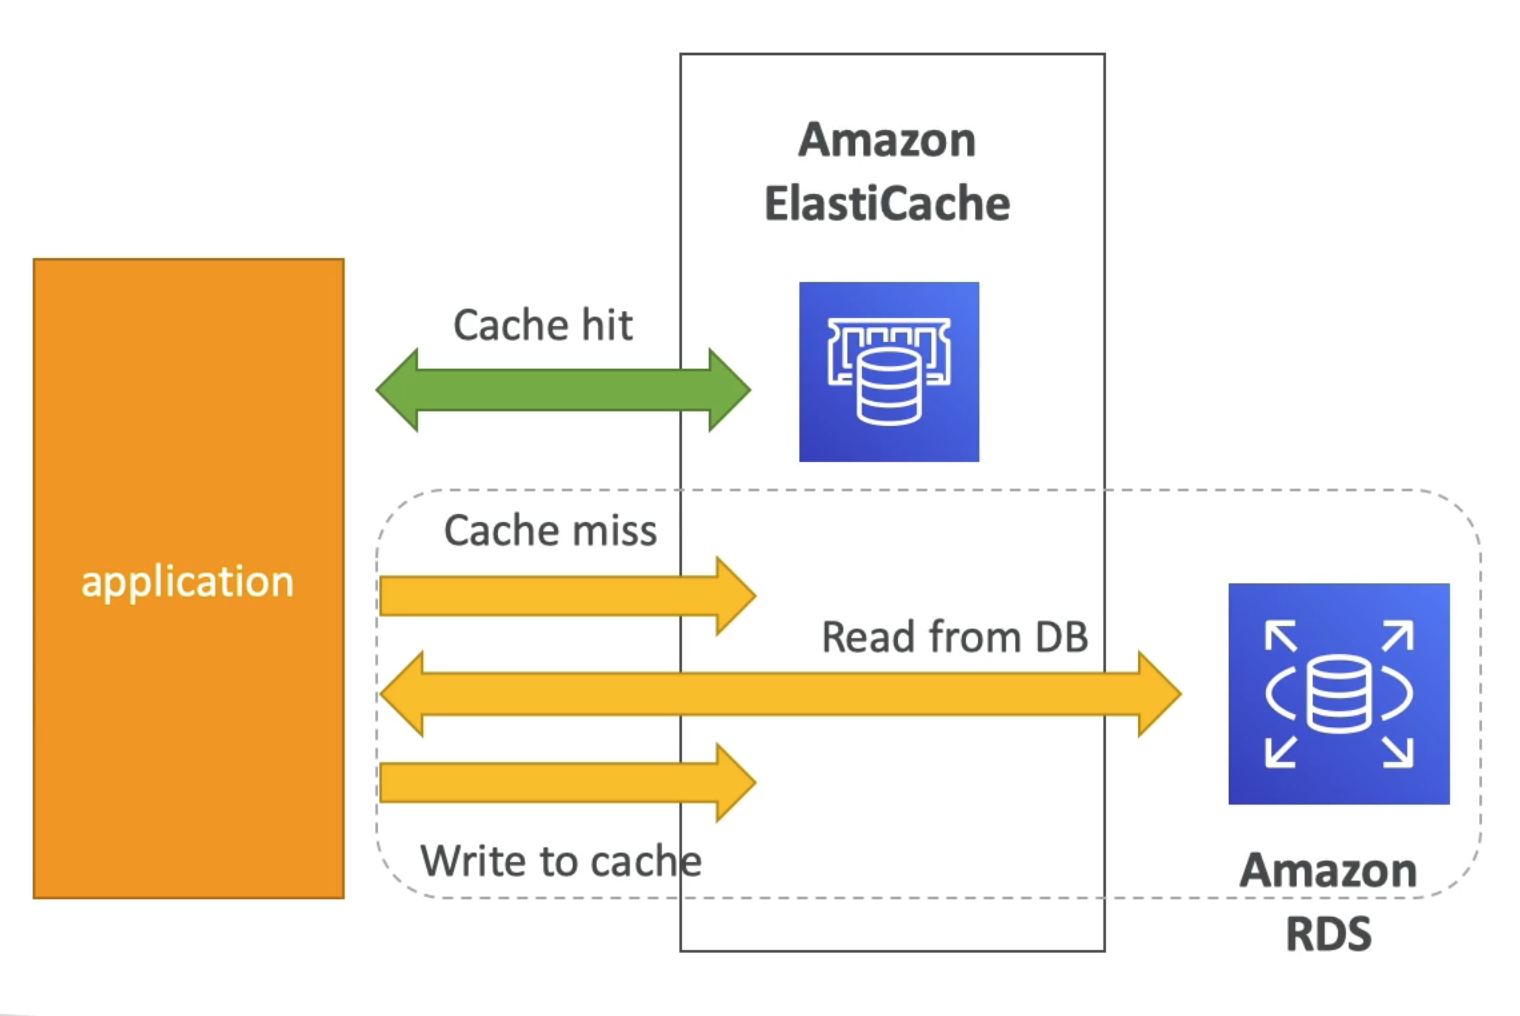 Amazon
ElastiCache
Cache hit
Cache miss
application
Read from DB
Write to cache
Amazon
RDS